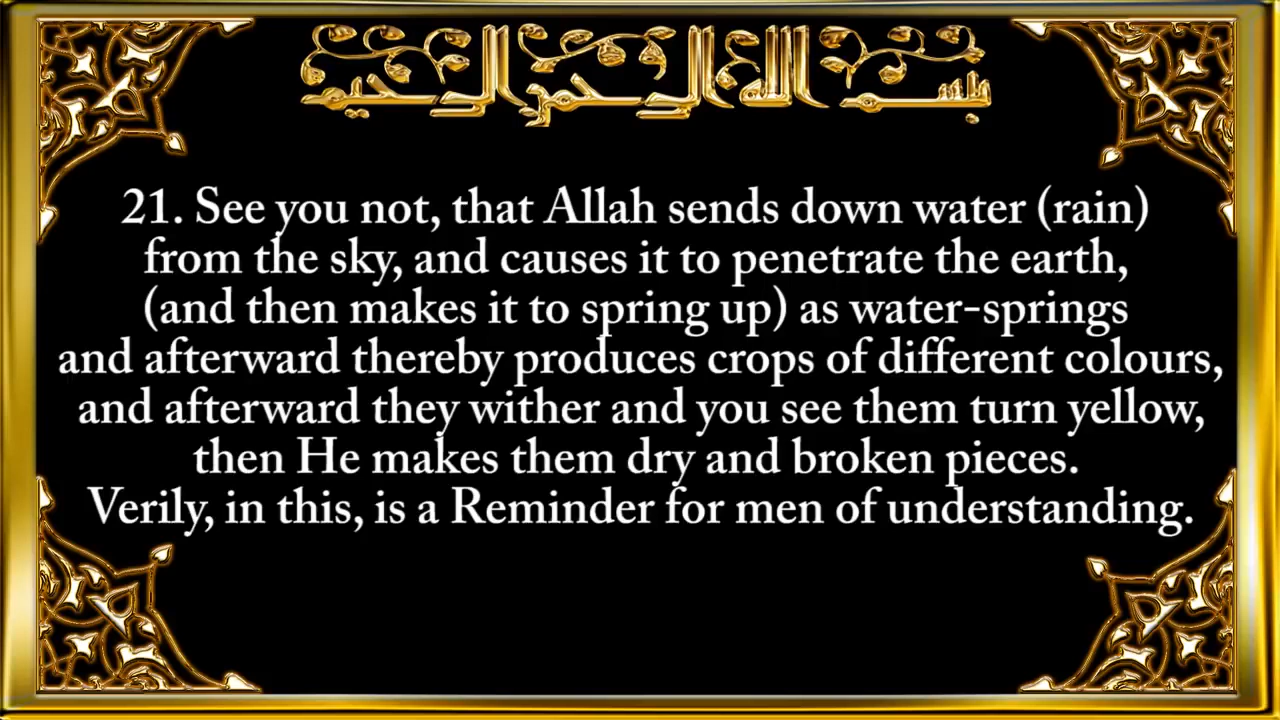 بسم الله الرحمن الرحيم
21. See you not, that Allah sends down water (rain)
from the sky, and causes it to penetrate the earth,
(and then makes it to spring up) as water-springs
and afterward thereby produces crops of different colours,
and afterward they wither and you see them turn yellow,
then He makes them dry and broken pieces.
Verily, in this, is a Reminder for men of understanding.